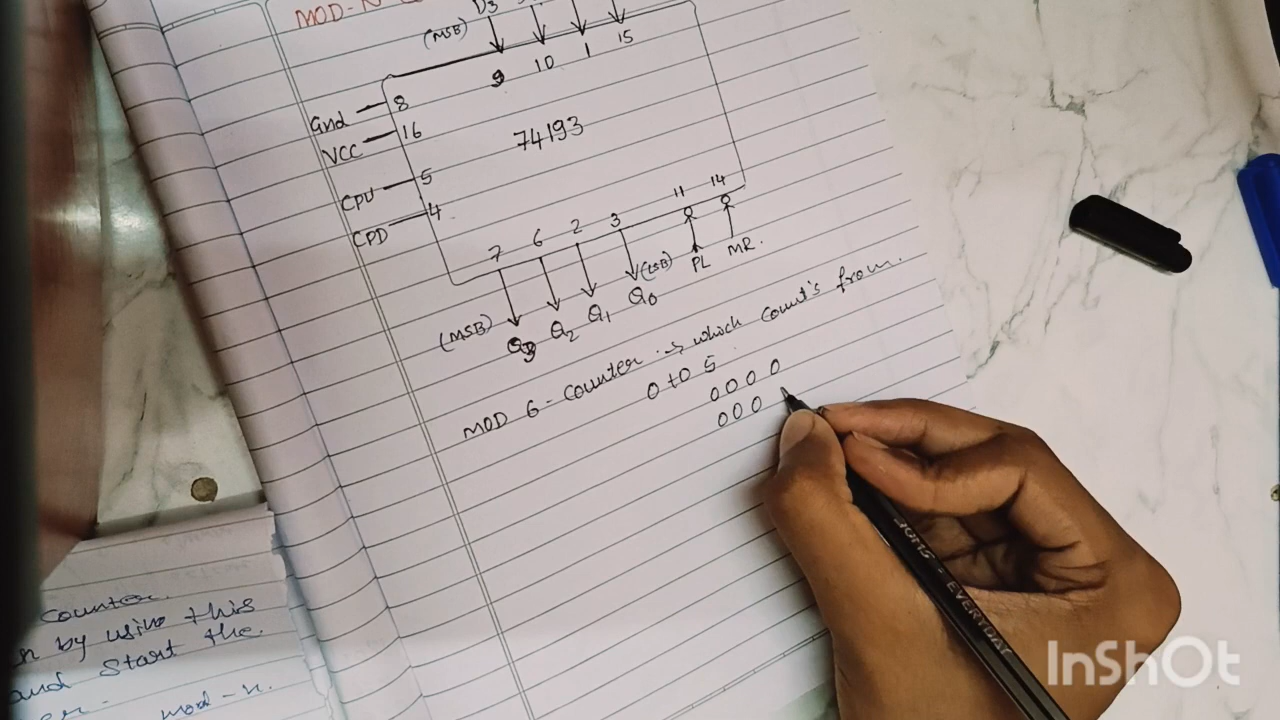 MOD-N
(MSB) D3
9 10 1 15
Gnd 8
VCC 16
74193
CPU 5
CPD 4
7 6 2 3 11 14
(MSB) Q3 Q2 Q1 Q0 (LSB) PL MR.
MOD 6 - Counter → which Count's from.
0 to 5.
0 0 0 0
0 0 0
Counter.
by using this
and start the
mod-n.
BOMS - EVERYDAY
InShOt